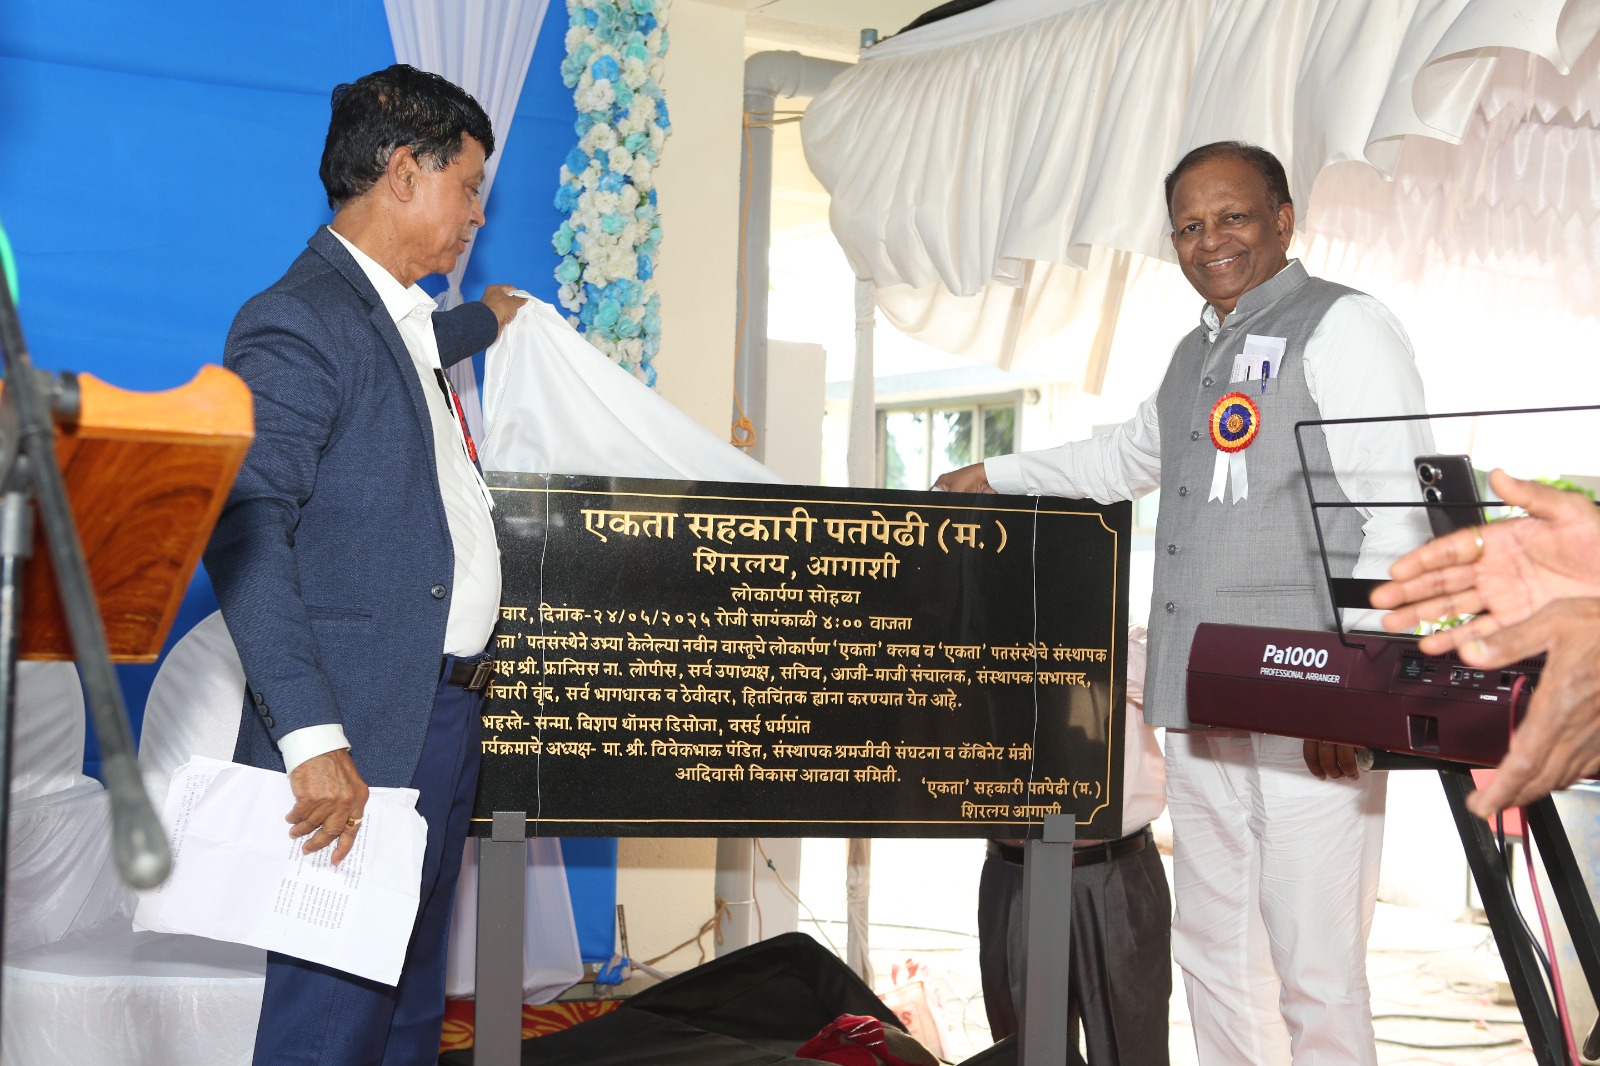 एकता सहकारी पतपेढी (म. )
शिरलय, आगाशी
लोकार्पण सोहळा
वार, दिनांक-२४/०५/२०२५ रोजी सायंकाळी ४:०० वाजता
पतसंस्थेने उभ्या केलेल्या नवीन वास्तूचे लोकार्पण 'एकता' क्लब व 'एकता' पतसंस्थेचे संस्थापक
श्री. फ्रान्सिस ना. लोपीस, सर्व उपाध्यक्ष, सचिव, आजी-माजी संचालक, संस्थापक सभासद,
वृंद, सर्व भागधारक व ठेवीदार, हितचिंतक ह्यांना करण्यात येत आहे.
सन्मा. बिशप थॉमस डिसोजा, वसई धर्मप्रांत
अध्यक्ष- मा. श्री. विवेकभाऊ पंडित, संस्थापक श्रमजीवी संघटना व कॅबिनेट मंत्री
आदिवासी विकास आढावा समिती.
'एकता' सहकारी पतपेढी (म. )
शिरलय आगाशी
Pa1000
PROFESSIONAL ARRANGER